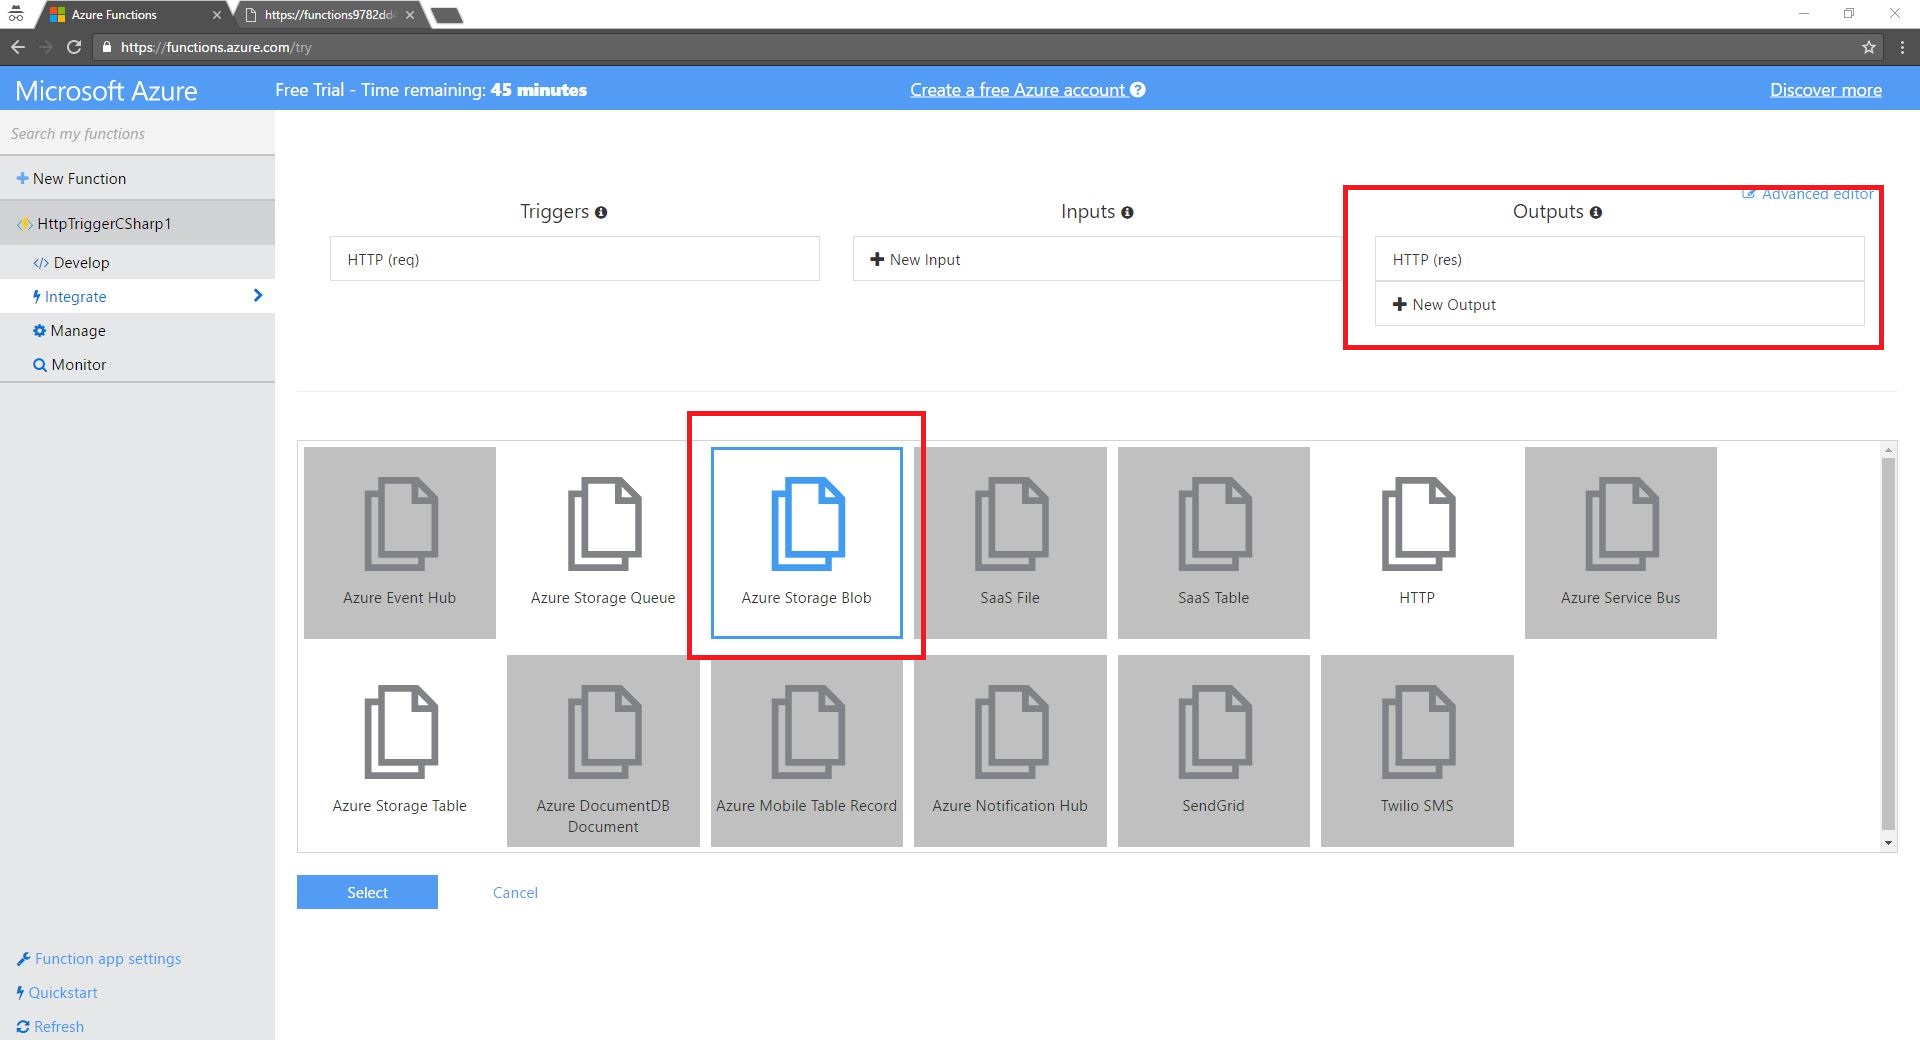 Azure Functions
https://functions9782dd
https://functions.azure.com/try
Microsoft Azure
Free Trial - Time remaining: 45 minutes
Create a free Azure account
Discover more
Search my functions
New Function
HttpTriggerCSharp1
Develop
Integrate
Manage
Monitor
Advanced editor
Triggers
Inputs
Outputs
HTTP (req)
New Input
HTTP (res)
New Output
Azure Event Hub
Azure Storage Queue
Azure Storage Blob
SaaS File
SaaS Table
HTTP
Azure Service Bus
Azure Storage Table
Azure DocumentDB
Document
Azure Mobile Table Record
Azure Notification Hub
SendGrid
Twilio SMS
Select
Cancel
Function app settings
Quickstart
Refresh